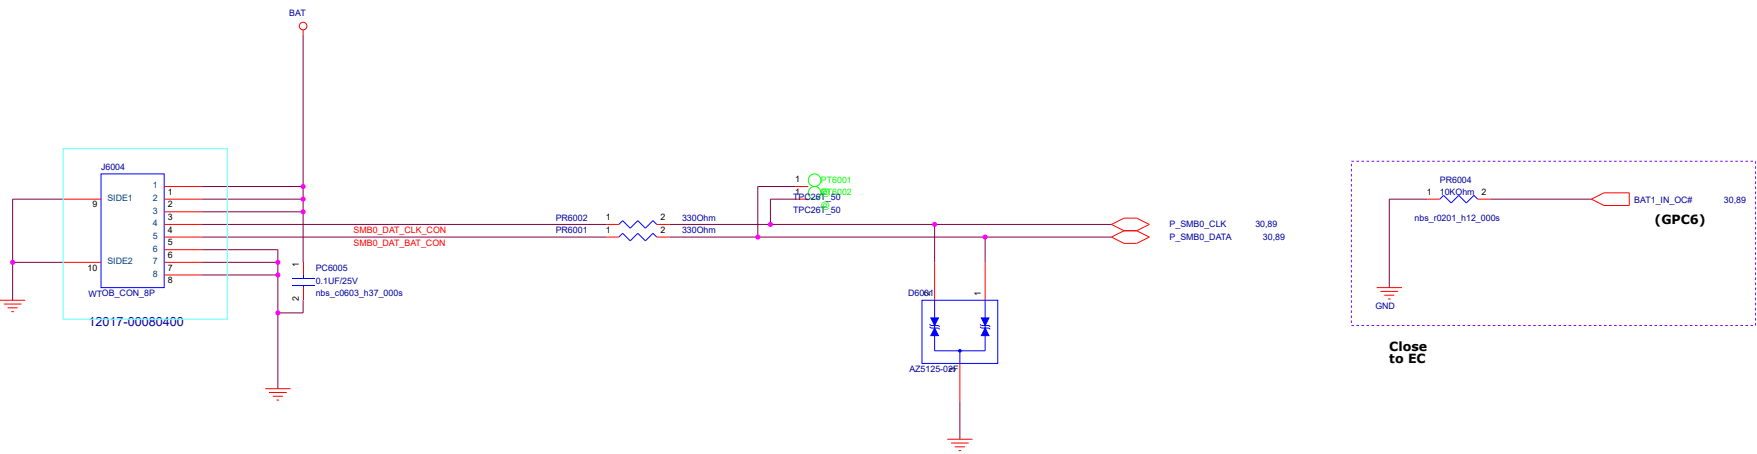 BAT
J6004
SIDE1
SIDE2
9
10
1
2
3
4
5
6
7
8
1
2
3
4
5
6
7
8
WTOB_CON_8P
12017-00080400
SMB0_DAT_CLK_CON
SMB0_DAT_BAT_CON
1
PC6005
0.1UF/25V
2
nbs_c0603_h37_000s
PR6002 1 2 330Ohm
PR6001 1 2 330Ohm
1 PT6001
1 PT6002
TPC26T_50
TPC26T_50
P_SMB0_CLK 30,89
P_SMB0_DATA 30,89
D6001
1
AZ5125-02F
PR6004
1 10KOhm 2
nbs_r0201_h12_000s
GND
BAT1_IN_OC# 30,89
(GPC6)
Close
to EC